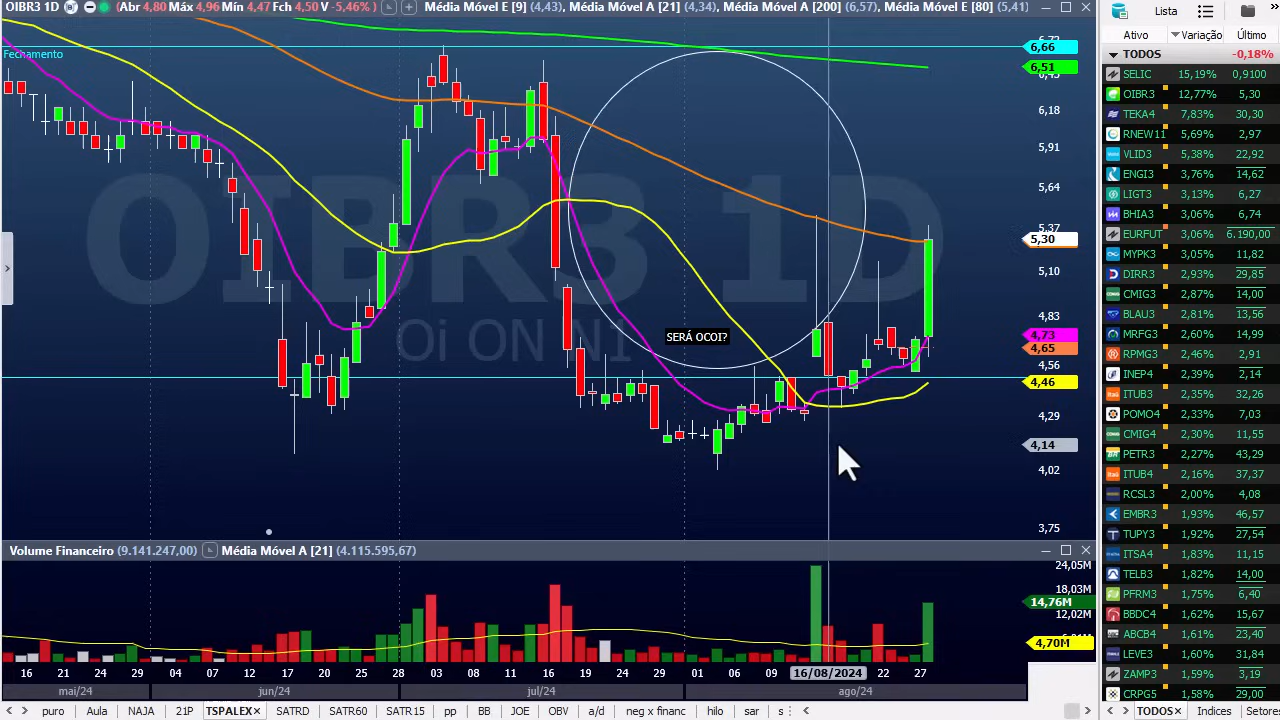 OIBR3 1D (Abr 4,80 Máx 4,96 Mín 4,47 Fch 4,50 V -5,46% ) Média Móvel E [9] (4,43) Média Móvel A [21] (4,34) Média Móvel A [200] (6,57) Média Móvel E [80] (5,41)
Fechamento
OIBR3 1D
Oi ON N1
SERÁ OCOI?
6,66
6,51
6,18
5,91
5,64
5,37
5,30
5,10
4,83
4,73
4,65
4,56
4,46
4,29
4,14
4,02
3,75
Volume Financeiro (9.141.247,00) Média Móvel A [21] (4.115.595,67)
24,05M
18,03M
14,76M
12,02M
4,70M
16 21 24 29 04 07 12 17 20 25 28 03 08 11 16 19 24 29 01 06 09 16/08/2024 22 27
mai/24 jun/24 jul/24 ago/24
puro Aula NAJA 21P TSPALEX SATRD SATR60 SATR 15 pp BB JOE OBV a/d neg x financ hilo sar s
Lista
Ativo Variação Último
TODOS -0,18%
SELIC 15,19% 0,9100
OIBR3 12,77% 5,30
TEKA4 7,83% 30,30
RNEW11 5,69% 2,97
VLID3 5,38% 22,92
ENGI3 3,76% 14,62
LIGT3 3,13% 6,27
BHIA3 3,06% 6,74
EURFUT 3,06% 6.190,00
MYPK3 3,05% 11,82
DIRR3 2,93% 29,85
CMIG3 2,87% 14,00
BLAU3 2,81% 13,56
MRFG3 2,60% 14,99
RPMG3 2,46% 2,91
INEP4 2,39% 2,14
ITUB3 2,35% 32,26
POMO4 2,33% 7,03
CMIG4 2,30% 11,55
PETR3 2,27% 43,29
ITUB4 2,16% 37,37
RCSL3 2,00% 4,08
EMBR3 1,93% 46,57
TUPY3 1,92% 27,54
ITSA4 1,83% 11,15
TELB3 1,82% 14,00
PFRM3 1,75% 6,40
BBDC4 1,62% 15,67
ABCB4 1,61% 23,40
LEVE3 1,60% 31,84
ZAMP3 1,59% 3,19
CRPG5 1,58% 29,00
TODOS Indices Setores